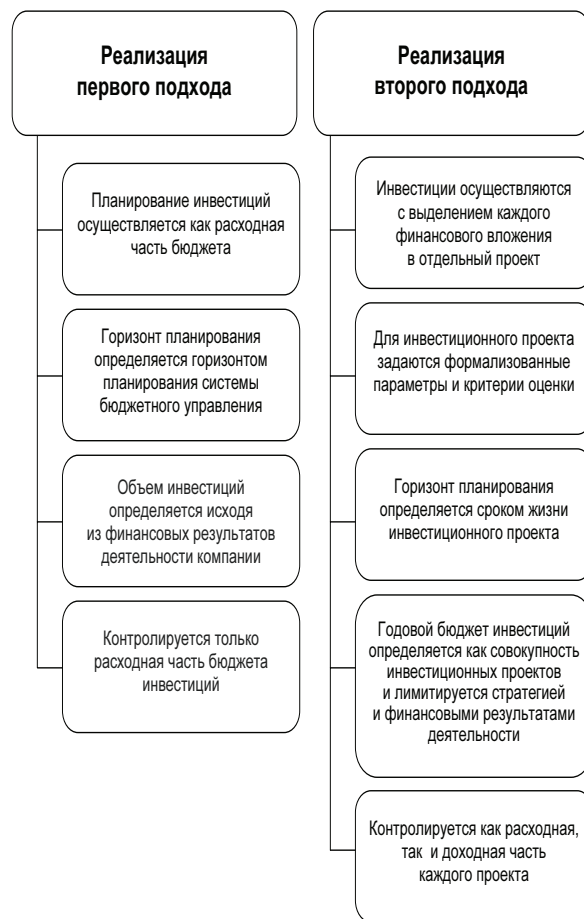 Реализация
первого подхода
Планирование инвестиций
осуществляется как расходная
часть бюджета
Горизонт планирования
определяется горизонтом
планирования системы
бюджетного управления
Объем инвестиций
определяется исходя
из финансовых результатов
деятельности компании
Контролируется только
расходная часть бюджета
инвестиций
Реализация
второго подхода
Инвестиции осуществляются
с выделением каждого
финансового вложения
в отдельный проект
Для инвестиционного проекта
задаются формализованные
параметры и критерии оценки
Горизонт планирования
определяется сроком жизни
инвестиционного проекта
Годовой бюджет инвестиций
определяется как совокупность
инвестиционных проектов
и лимитируется стратегией
и финансовыми результатами
деятельности
Контролируется как расходная,
так и доходная часть
каждого проекта